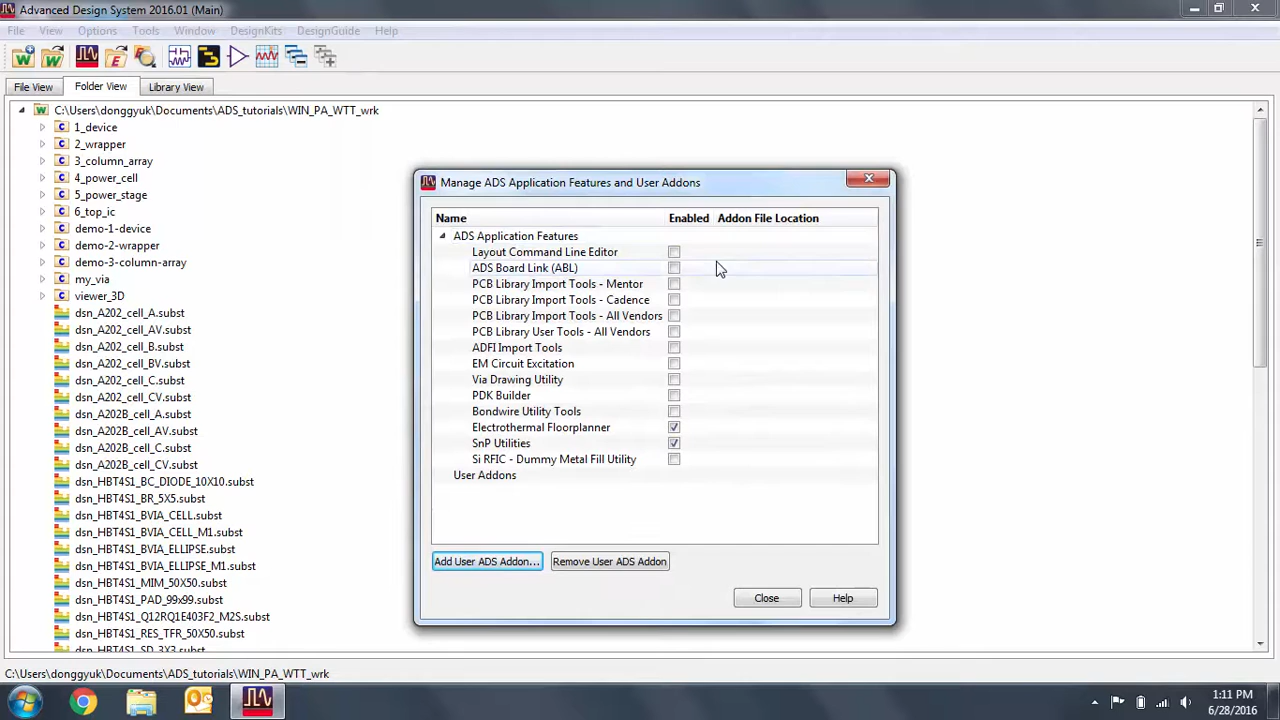 Advanced Design System 2016.01 (Main)
File View Options Tools Window DesignKits DesignGuide Help
File View Folder View Library View
C:\Users\donggyuk\Documents\ADS_tutorials\WIN_PA_WTT_wrk
1_device
2_wrapper
3_column_array
4_power_cell
5_power_stage
6_top_ic
demo-1-device
demo-2-wrapper
demo-3-column-array
my_via
viewer_3D
dsn_A202_cell_A.subst
dsn_A202_cell_AV.subst
dsn_A202_cell_B.subst
dsn_A202_cell_BV.subst
dsn_A202_cell_C.subst
dsn_A202_cell_CV.subst
dsn_A202B_cell_A.subst
dsn_A202B_cell_AV.subst
dsn_A202B_cell_C.subst
dsn_A202B_cell_CV.subst
dsn_HBT4S1_BC_DIODE_10X10.subst
dsn_HBT4S1_BR_5X5.subst
dsn_HBT4S1_BVIA_CELL.subst
dsn_HBT4S1_BVIA_CELL_M1.subst
dsn_HBT4S1_BVIA_ELLIPSE.subst
dsn_HBT4S1_BVIA_ELLIPSE_M1.subst
dsn_HBT4S1_MIM_50X50.subst
dsn_HBT4S1_PAD_99x99.subst
dsn_HBT4S1_Q12RQ1E403F2_M2S.subst
dsn_HBT4S1_RES_TFR_50X50.subst
dsn_HBT4S1_SD_3X3.subst
Manage ADS Application Features and User Addons
Name Enabled Addon File Location
ADS Application Features
Layout Command Line Editor
ADS Board Link (ABL)
PCB Library Import Tools - Mentor
PCB Library Import Tools - Cadence
PCB Library Import Tools - All Vendors
PCB Library User Tools - All Vendors
ADFI Import Tools
EM Circuit Excitation
Via Drawing Utility
PDK Builder
Bondwire Utility Tools
Electrothermal Floorplanner
SnP Utilities
Si RFIC - Dummy Metal Fill Utility
User Addons
Add User ADS Addon... Remove User ADS Addon
Close Help
C:\Users\donggyuk\Documents\ADS_tutorials\WIN_PA_WTT_wrk
1:11 PM
6/28/2016